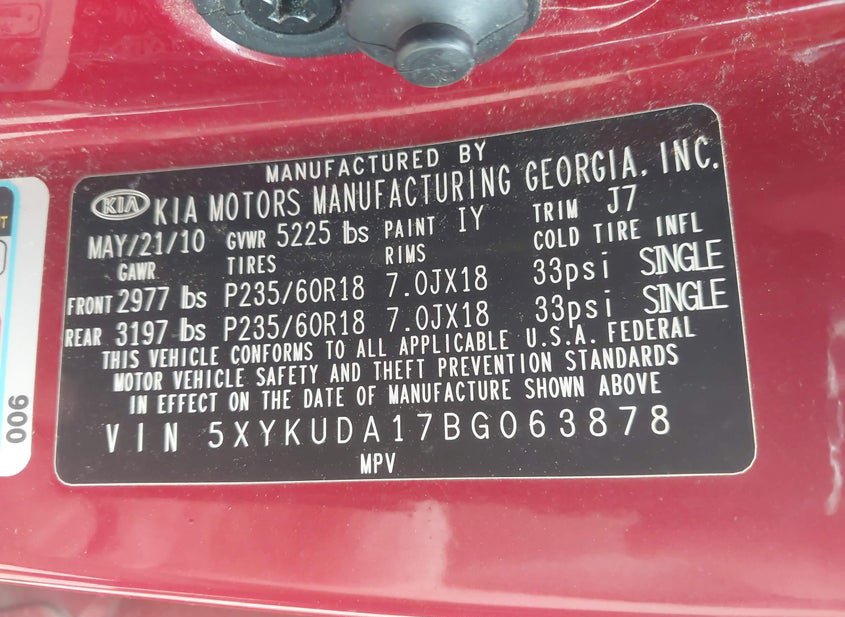 MANUFACTURED BY
KIA KIA MOTORS MANUFACTURING GEORGIA, INC.
MAY/21/10 GVWR 5225 lbs PAINT IY TRIM J7
GAWR TIRES RIMS COLD TIRE INFL
FRONT 2977 lbs P235/60R18 7.0JX18 33psi SINGLE
REAR 3197 lbs P235/60R18 7.0JX18 33psi SINGLE
THIS VEHICLE CONFORMS TO ALL APPLICABLE U.S.A. FEDERAL
MOTOR VEHICLE SAFETY AND THEFT PREVENTION STANDARDS
IN EFFECT ON THE DATE OF MANUFACTURE SHOWN ABOVE
VIN 5XYKUDA17BG063878
MPV
006